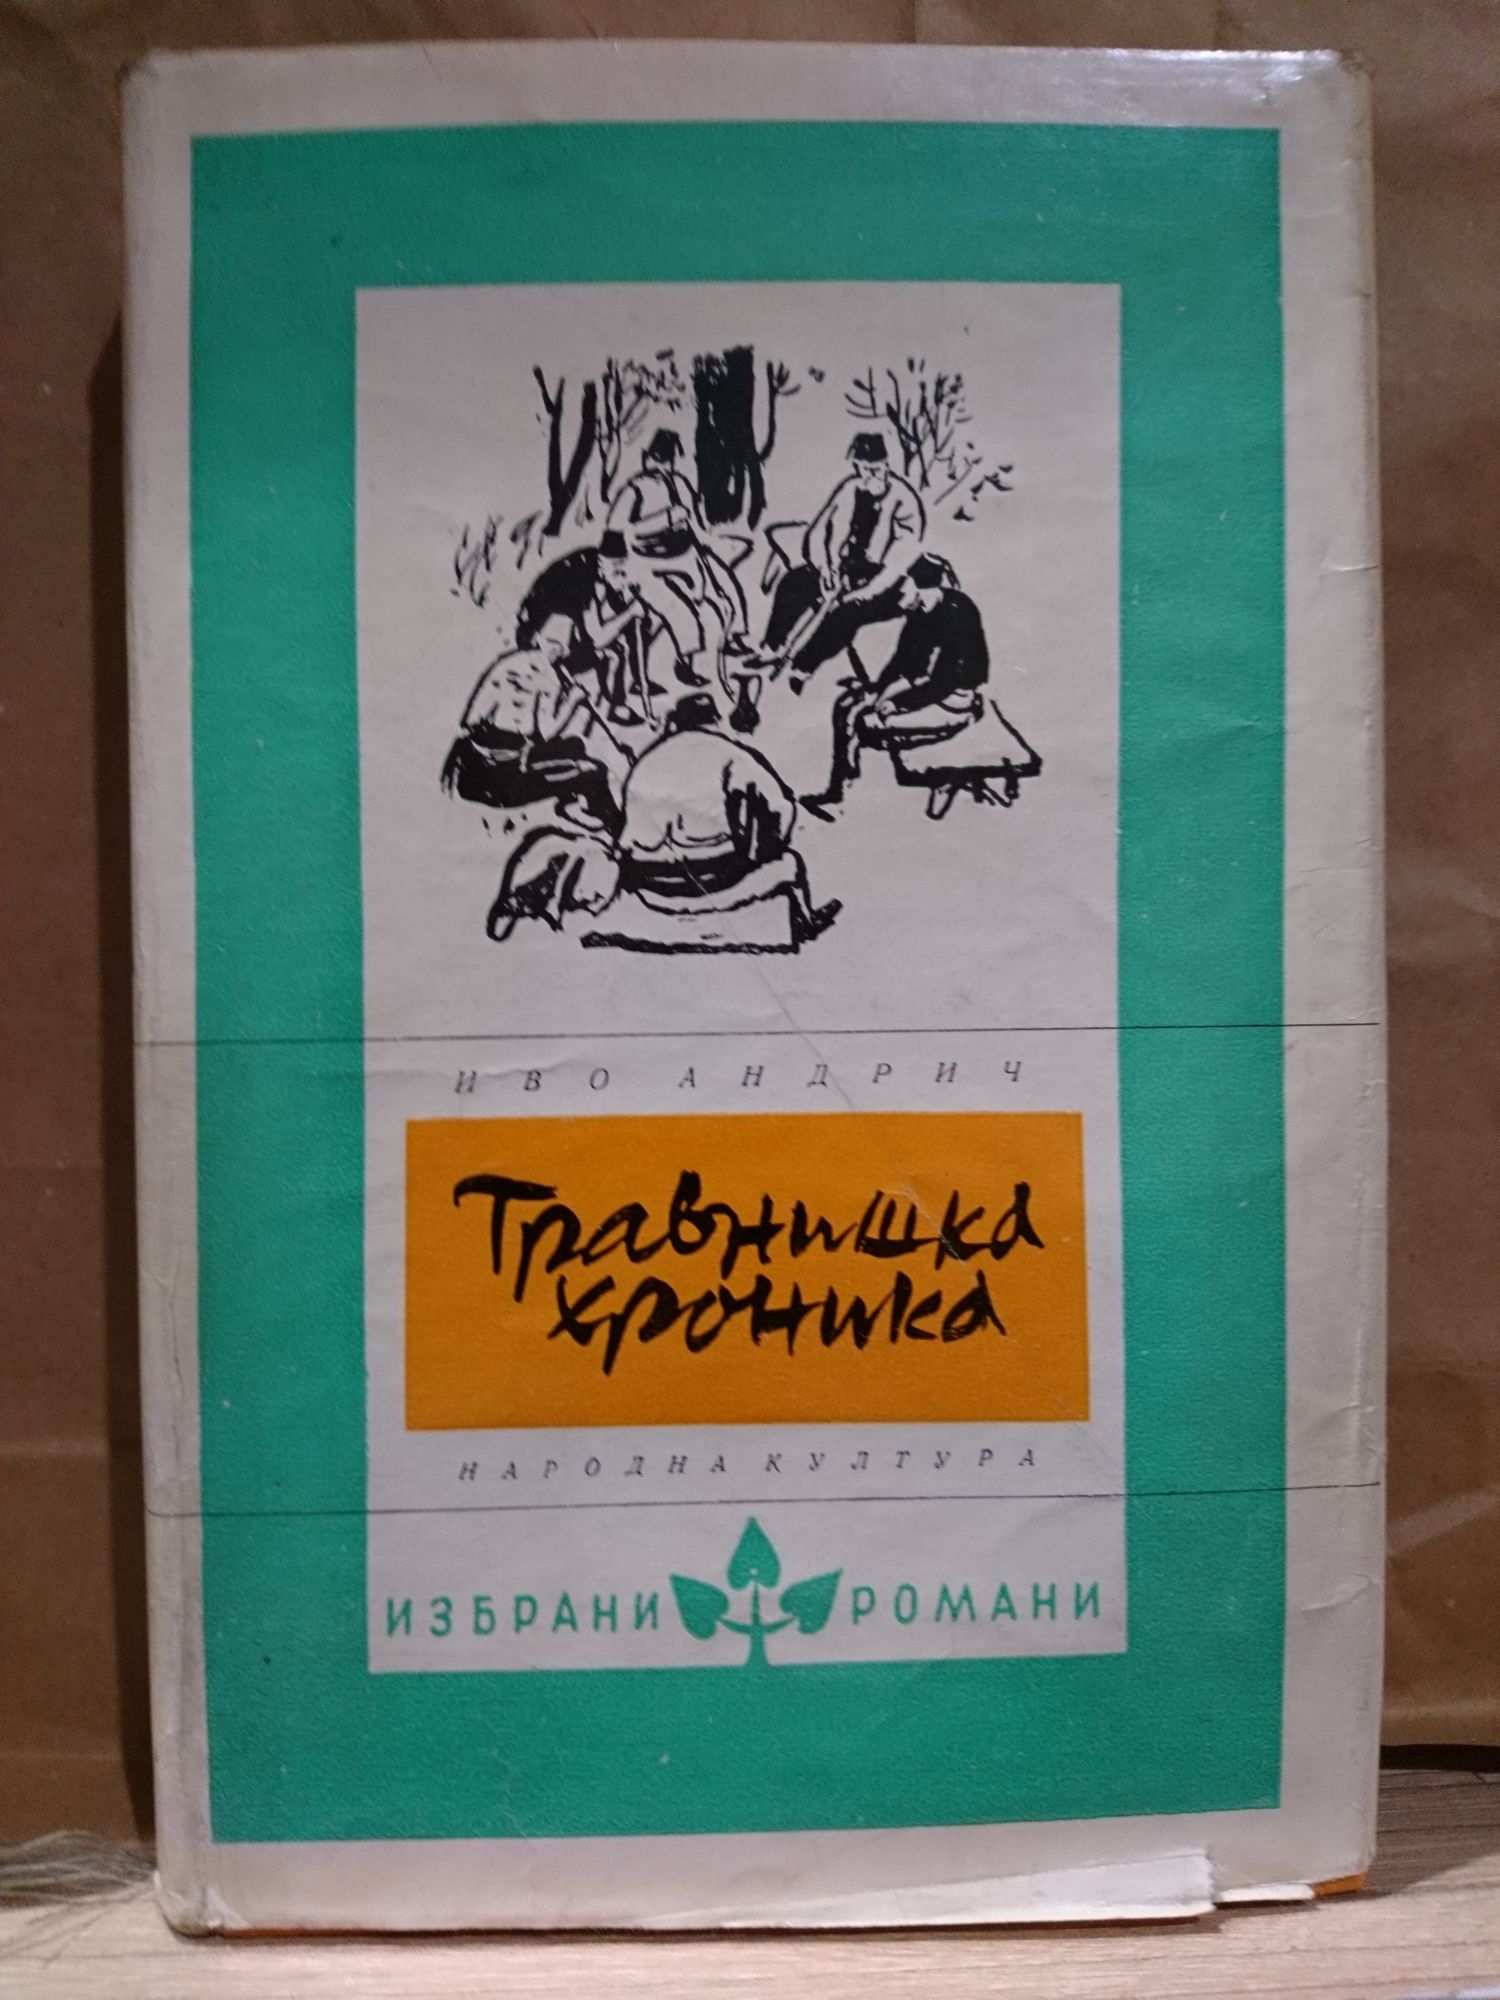 ИВО АНДРИЧ
Травнишка
хроника
НАРОДНА КУЛТУРА
ИЗБРАНИ РОМАНИ